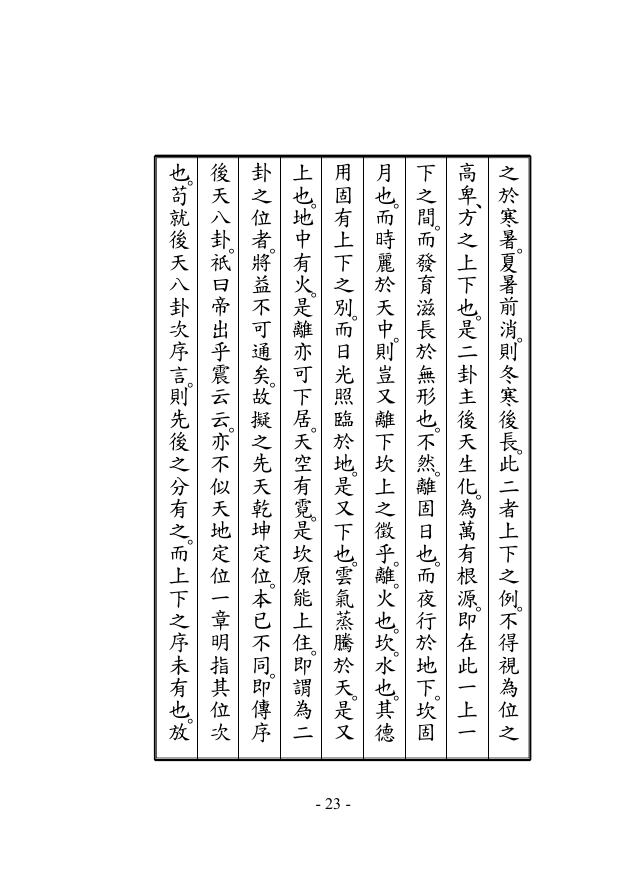 之於寒暑。夏暑前消。則冬寒後長。此二者上下之例。不得視為位之
高卑、方之上下也。是二卦主後天生化。為萬有根源。即在此一上一
下之間。而發育滋長於無形也。不然。離固日也。而夜行於地下。坎固
月也。而時麗於天中。則豈又離下坎上之徵乎。離。火也。坎。水也。其德
用固有上下之別。而日光照臨於地。是又下也。雲氣蒸騰於天。是又
上也。地中有火。是離亦可下居。天空有霓。是坎原能上住。即謂為二
卦之位者。將益不可通矣。故擬之先天乾坤定位。本已不同。即傳序
後天八卦。祇曰帝出乎震云云。亦不似天地定位一章明指其位次
也。苟就後天八卦次序言。則先後之分有之。而上下之序未有也。故
- 23 -